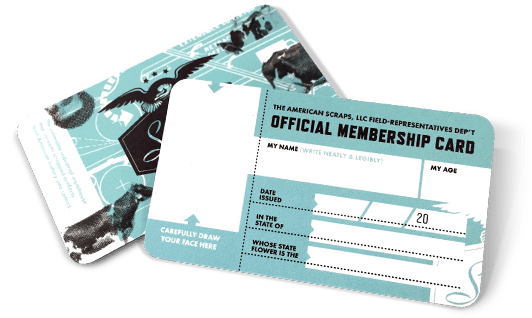 THE AMERICAN SCRAPS, LLC FIELD-REPRESENTATIVES DEP'T
OFFICIAL MEMBERSHIP CARD
MY NAME (WRITE NEATLY & LEGIBLY)
MY AGE
DATE
ISSUED
20
IN THE
STATE OF
WHOSE STATE
FLOWER IS THE
CAREFULLY DRAW
YOUR FACE HERE